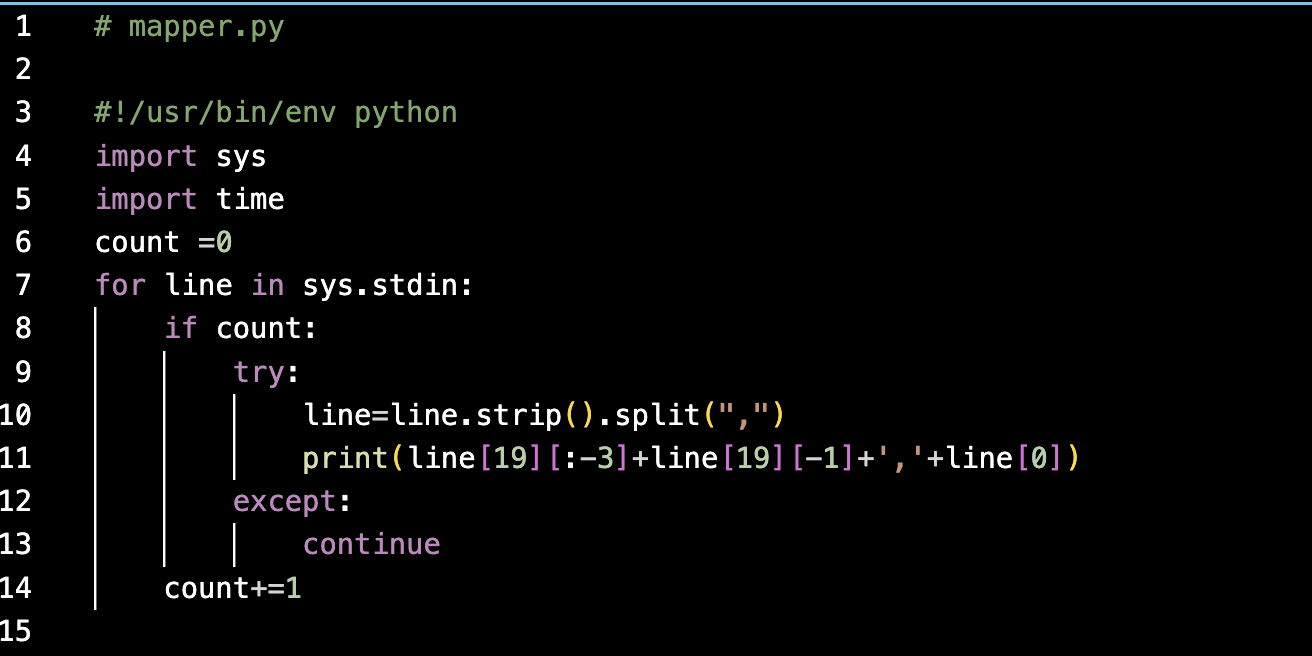 1 # mapper.py
2
3 #!/usr/bin/env python
4 import sys
5 import time
6 count =0
7 for line in sys.stdin:
8     if count:
9         try:
10             line=line.strip().split(",")
11             print(line[19][:-3]+line[19][-1]+','+line[0])
12         except:
13             continue
14     count+=1
15